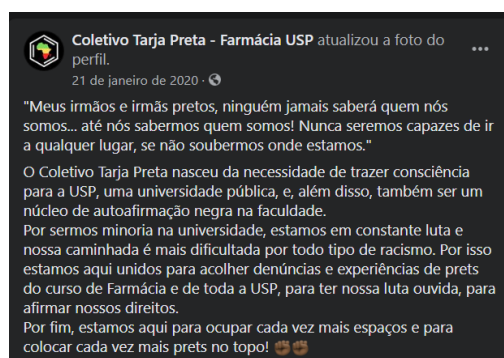 Coletivo Tarja Preta - Farmácia USP atualizou a foto do
perfil.
21 de janeiro de 2020 ·
"Meus irmãos e irmãs pretos, ninguém jamais saberá quem nós
somos... até nós sabermos quem somos! Nunca seremos capazes de ir
a qualquer lugar, se não soubermos onde estamos."
O Coletivo Tarja Preta nasceu da necessidade de trazer consciência
para a USP, uma universidade pública, e, além disso, também ser um
núcleo de autoafirmação negra na faculdade.
Por sermos minoria na universidade, estamos em constante luta e
nossa caminhada é mais dificultada por todo tipo de racismo. Por isso
estamos aqui unidos para acolher denúncias e experiências de prets
do curso de Farmácia e de toda a USP, para ter nossa luta ouvida, para
afirmar nossos direitos.
Por fim, estamos aqui para ocupar cada vez mais espaços e para
colocar cada vez mais prets no topo! ✊🏿✊🏿